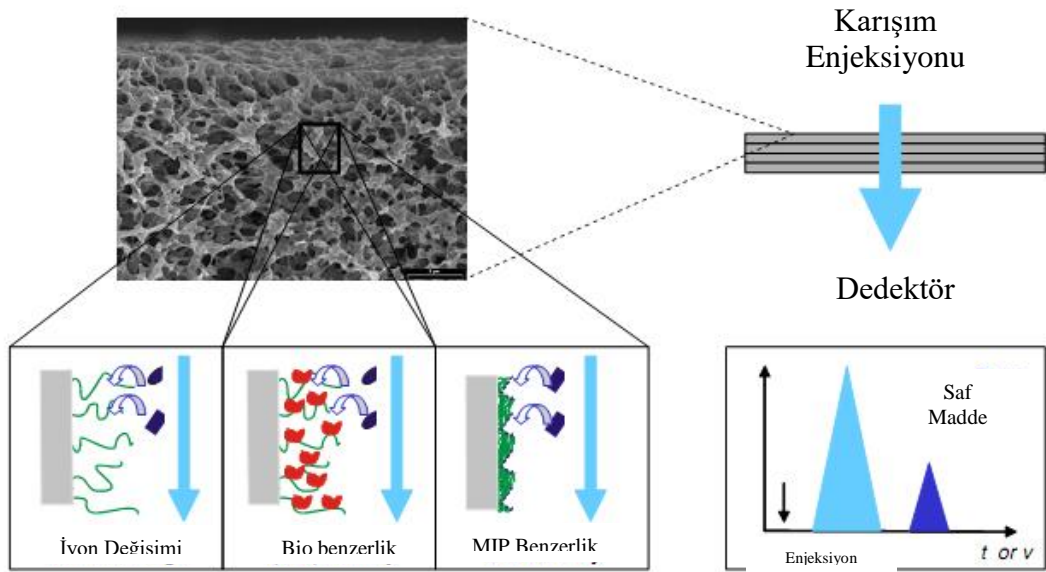 Karışım
Enjeksiyonu
Dedektör
İyon Değişimi
Bio benzerlik
MIP Benzerlik
Saf
Madde
Enjeksiyon
t or v